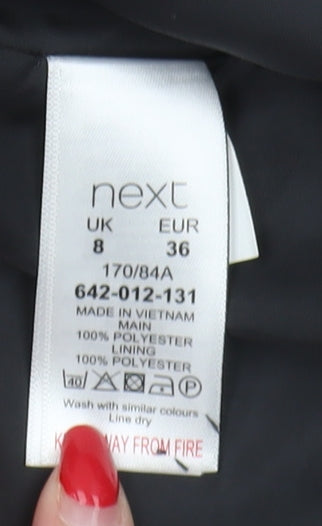 next
UK EUR
8 36
170/84A
642-012-131
MADE IN VIETNAM
MAIN
100% POLYESTER
LINING
100% POLYESTER
40 P
Wash with similar colours
Line dry
AWAY FROM FIRE